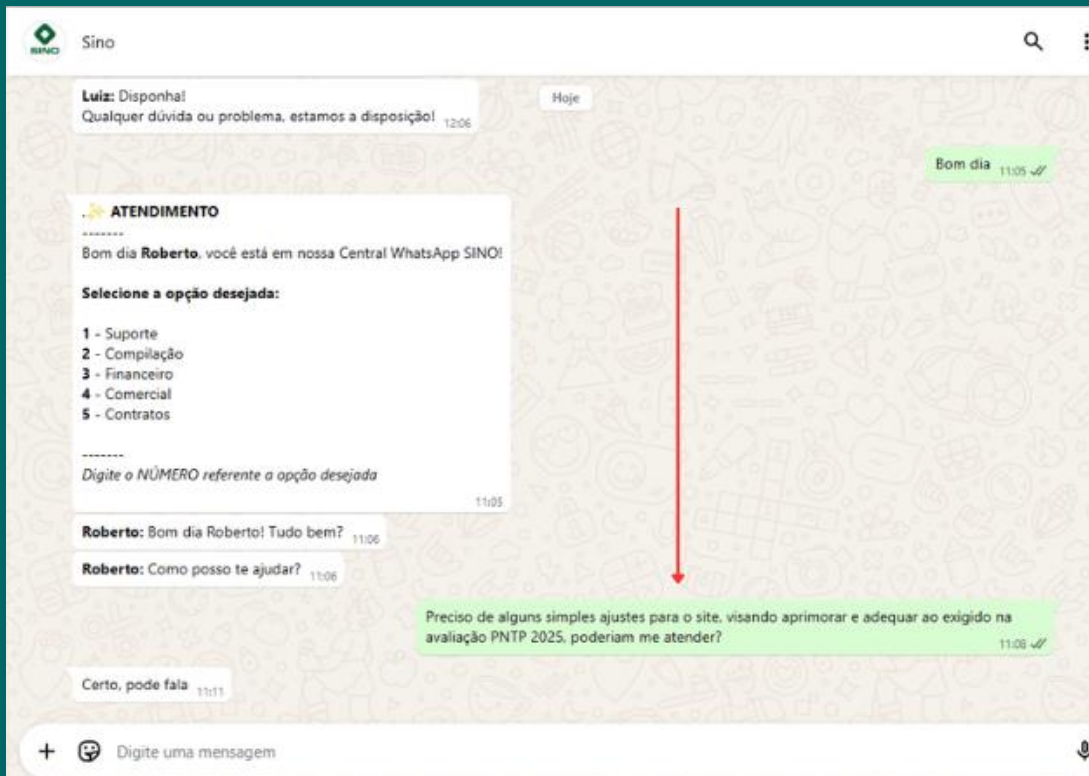 SINO
Sino
Luiz: Disponha!
Qualquer dúvida ou problema, estamos a disposição! 12:06
Hoje
Bom dia 11:05
.✨ ATENDIMENTO
-------
Bom dia Roberto, você está em nossa Central WhatsApp SINO!
Selecione a opção desejada:
1 - Suporte
2 - Compilação
3 - Financeiro
4 - Comercial
5 - Contratos
-------
Digite o NÚMERO referente a opção desejada
11:05
Roberto: Bom dia Roberto! Tudo bem? 11:06
Roberto: Como posso te ajudar? 11:06
Preciso de alguns simples ajustes para o site, visando aprimorar e adequar ao exigido na
avaliação PNTP 2025, poderiam me atender?
11:08
Certo, pode fala 11:11
Digite uma mensagem